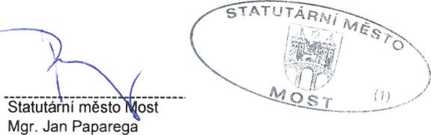 STATUTÁRNÍ MĚSTO
MOST (1)
Statutární město Most
Mgr. Jan Paparega